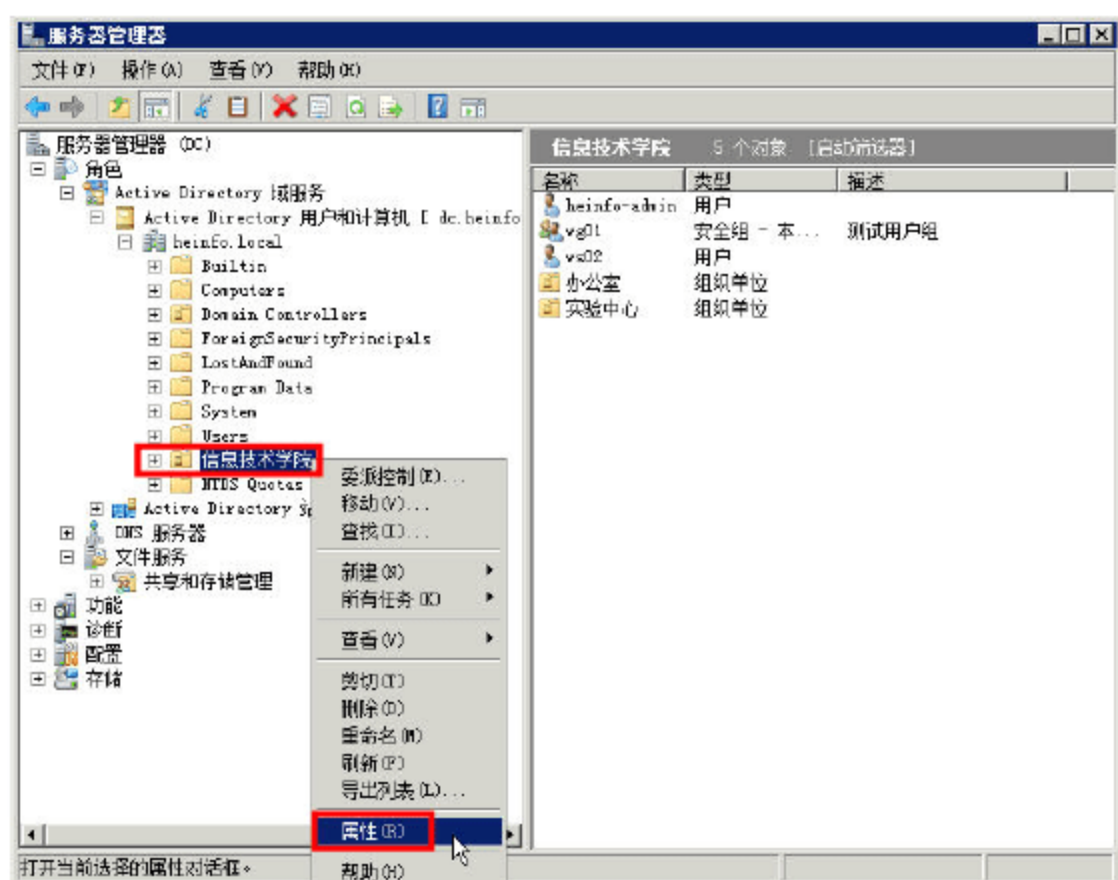 服务器管理器
文件(F) 操作(A) 查看(V) 帮助(H)
服务器管理器 (DC)
角色
Active Directory 域服务
Active Directory 用户和计算机 [ dc.heinfo
heinfo.local
Builtin
Computers
Domain Controllers
ForeignSecurityPrincipals
LostAndFound
Program Data
System
Users
信息技术学院
NTDS Quotas
Active Directory 站
DNS 服务器
文件服务
共享和存储管理
功能
诊断
配置
存储
信息技术学院 5 个对象 [启动筛选器]
名称 类型 描述
heinfo-admin 用户
vg01 安全组 - 本... 测试用户组
vs02 用户
办公室 组织单位
实验中心 组织单位
委派控制(E)...
移动(V)...
查找(I)...
新建(N)
所有任务(K)
查看(V)
剪切(T)
删除(D)
重命名(M)
刷新(F)
导出列表(L)...
属性(R)
帮助(H)
打开当前选择的属性对话框。